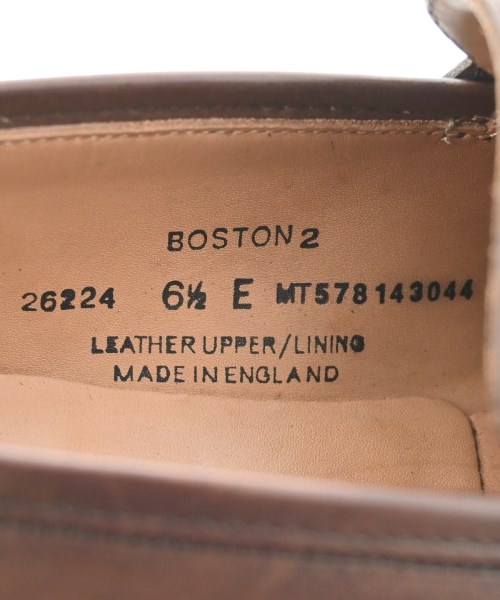 BOSTON 2
26224 6½ E MT578143044
LEATHER UPPER/LINING
MADE IN ENGLAND